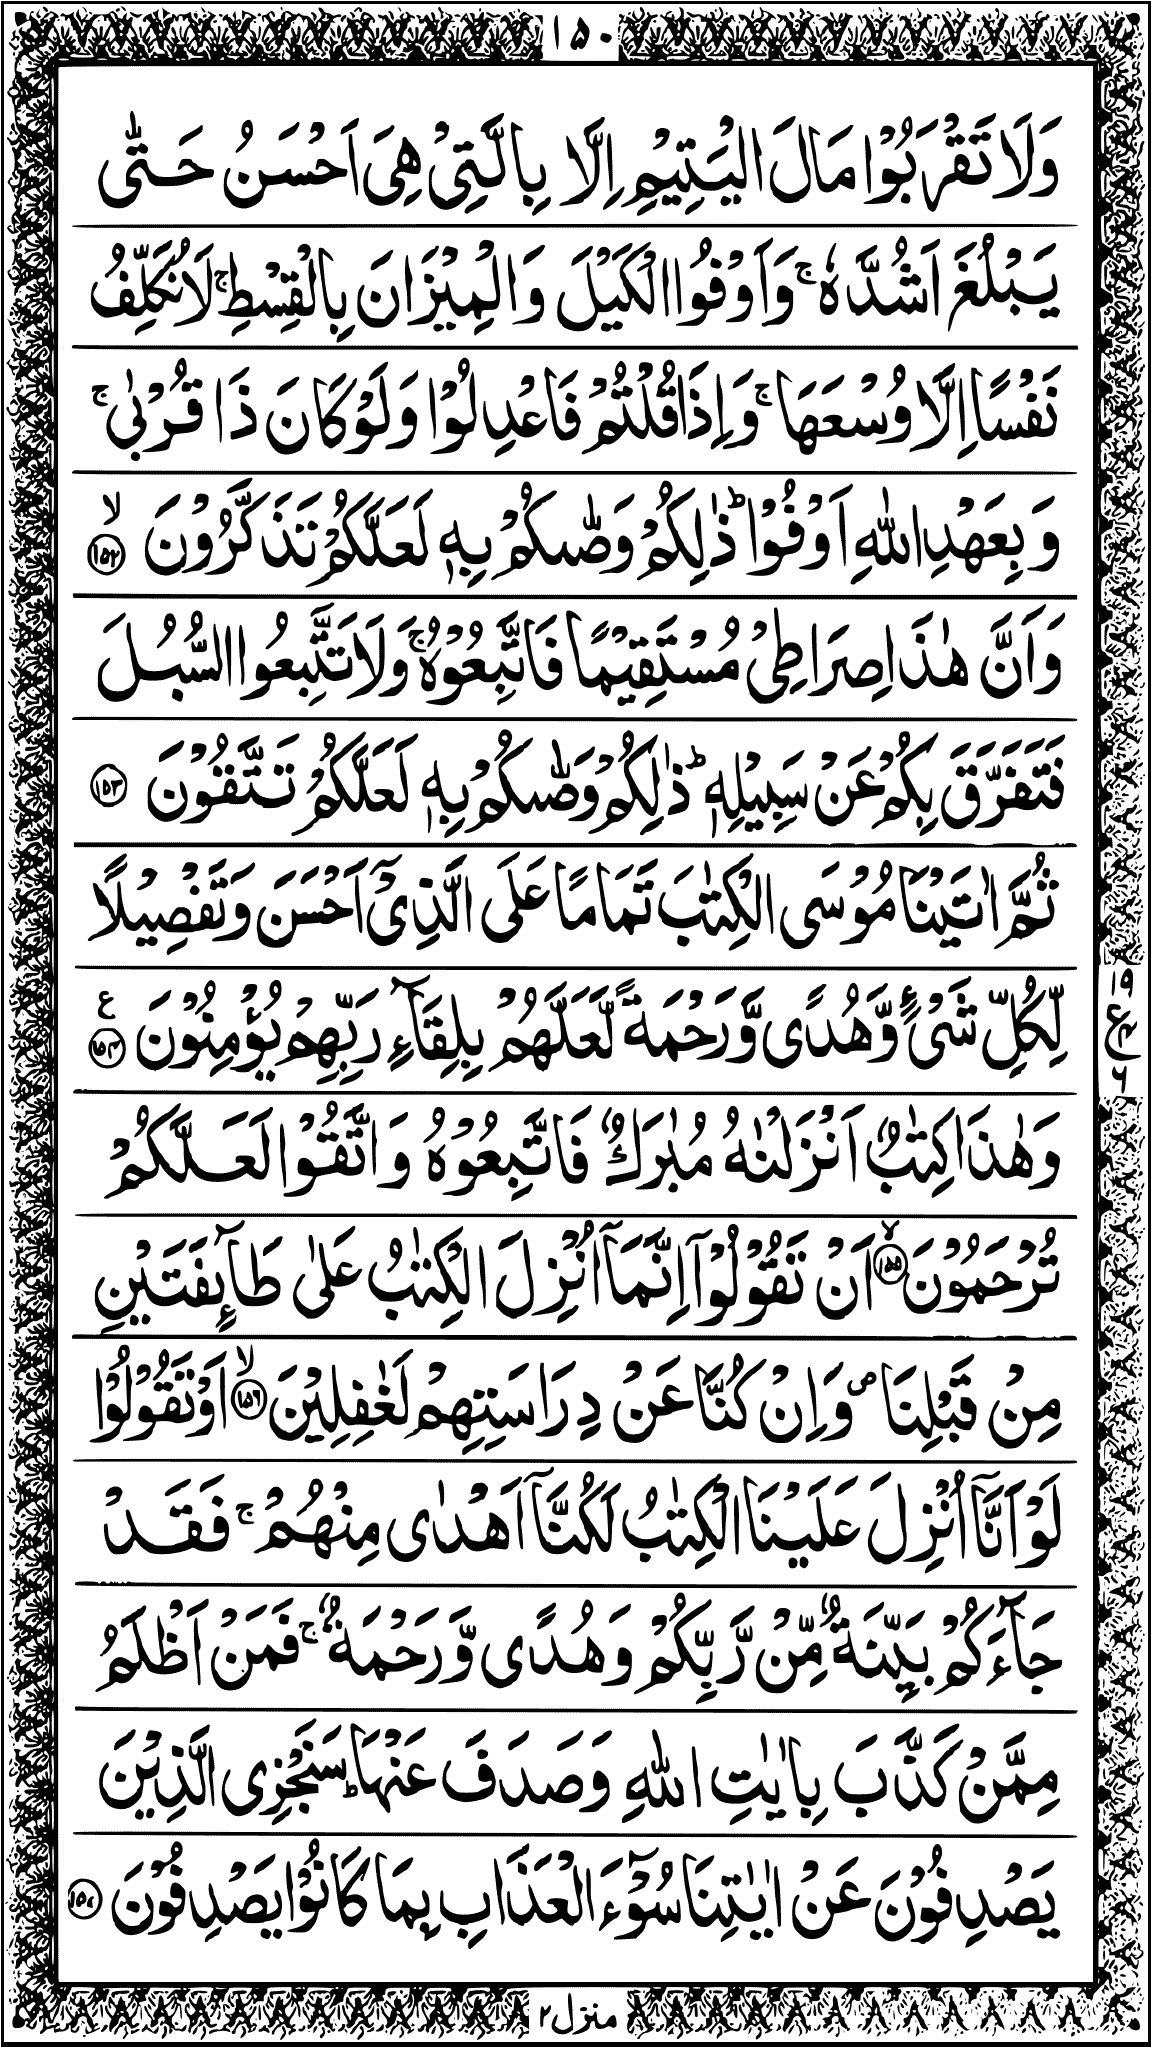 ١٥٠
وَلَا تَقْرَبُوْا مَالَ الْيَتِيْمِ اِلَّا بِالَّتِيْ هِيَ اَحْسَنُ حَتّٰى
يَبْلُغَ اَشُدَّهٗ ۚ وَاَوْفُوا الْكَيْلَ وَالْمِيْزَانَ بِالْقِسْطِ ۚ لَا نُكَلِّفُ
نَفْسًا اِلَّا وُسْعَهَا ۚ وَاِذَا قُلْتُمْ فَاعْدِلُوْا وَلَوْ كَانَ ذَا قُرْبٰى ۚ
وَبِعَهْدِ اللّٰهِ اَوْفُوْا ؕ ذٰلِكُمْ وَصّٰىكُمْ بِهٖ لَعَلَّكُمْ تَذَكَّرُوْنَ ۙ ﴿١٥٢﴾
وَاَنَّ هٰذَا صِرَاطِيْ مُسْتَقِيْمًا فَاتَّبِعُوْهُ ۚ وَلَا تَتَّبِعُوا السُّبُلَ
فَتَفَرَّقَ بِكُمْ عَنْ سَبِيْلِهٖ ؕ ذٰلِكُمْ وَصّٰىكُمْ بِهٖ لَعَلَّكُمْ تَتَّقُوْنَ ﴿١٥٣﴾
ثُمَّ اٰتَيْنَا مُوْسَى الْكِتٰبَ تَمَامًا عَلَى الَّذِيْٓ اَحْسَنَ وَتَفْصِيْلًا
لِّكُلِّ شَيْءٍ وَّهُدًى وَّرَحْمَةً لَّعَلَّهُمْ بِلِقَآءِ رَبِّهِمْ يُؤْمِنُوْنَ ﴿١٥٤﴾ ع
١٩
ع
٦
وَهٰذَا كِتٰبٌ اَنْزَلْنٰهُ مُبٰرَكٌ فَاتَّبِعُوْهُ وَاتَّقُوْا لَعَلَّكُمْ
تُرْحَمُوْنَ ۙ ﴿١٥٥﴾ اَنْ تَقُوْلُوْٓا اِنَّمَآ اُنْزِلَ الْكِتٰبُ عَلٰى طَآئِفَتَيْنِ
مِنْ قَبْلِنَا ۪ وَاِنْ كُنَّا عَنْ دِرَاسَتِهِمْ لَغٰفِلِيْنَ ۙ ﴿١٥٦﴾ اَوْ تَقُوْلُوْا
لَوْ اَنَّآ اُنْزِلَ عَلَيْنَا الْكِتٰبُ لَكُنَّآ اَهْدٰى مِنْهُمْ ۚ فَقَدْ
جَآءَكُمْ بَيِّنَةٌ مِّنْ رَّبِّكُمْ وَهُدًى وَّرَحْمَةٌ ۚ فَمَنْ اَظْلَمُ
مِمَّنْ كَذَّبَ بِاٰيٰتِ اللّٰهِ وَصَدَفَ عَنْهَا ؕ سَنَجْزِى الَّذِيْنَ
يَصْدِفُوْنَ عَنْ اٰيٰتِنَا سُوْٓءَ الْعَذَابِ بِمَا كَانُوْا يَصْدِفُوْنَ ﴿١٥٧﴾
منزل ٢